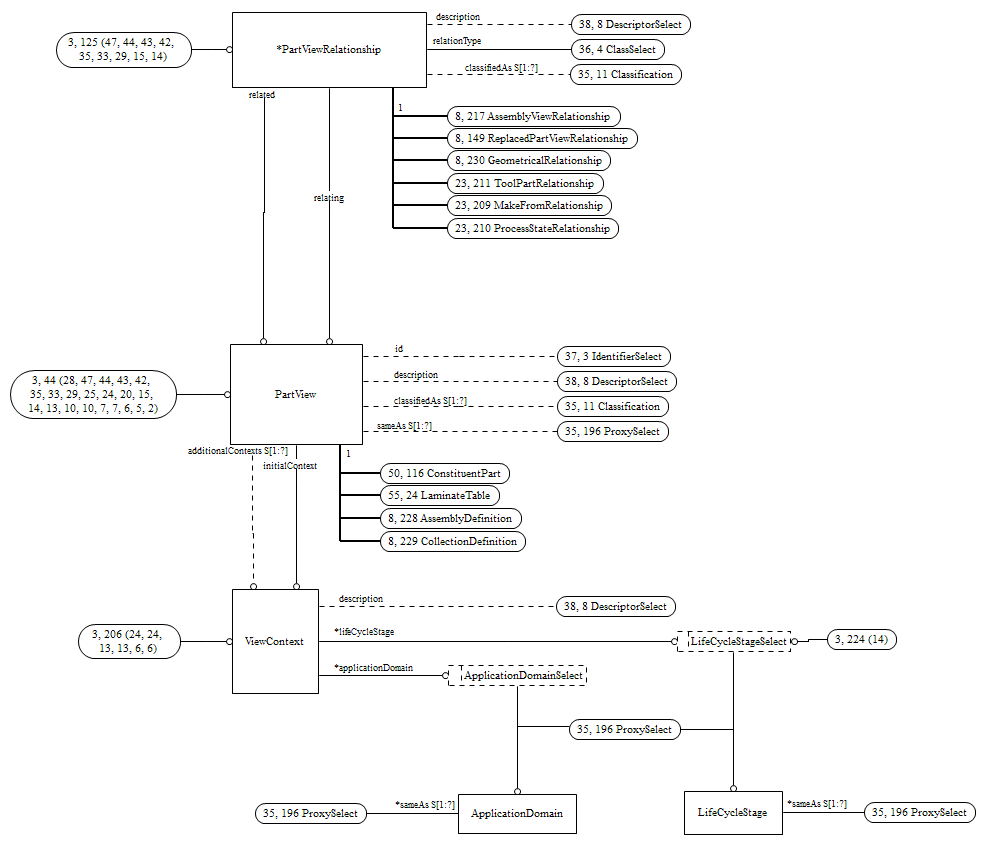 description
38, 8 DescriptorSelect
3, 125 (47, 44, 43, 42,
35, 33, 29, 15, 14)
*PartViewRelationship
relationType
36, 4 ClassSelect
classifiedAs S[1:?]
35, 11 Classification
related
1
8, 217 AssemblyViewRelationship
8, 149 ReplacedPartViewRelationship
8, 230 GeometricalRelationship
23, 211 ToolPartRelationship
relating
23, 209 MakeFromRelationship
23, 210 ProcessStateRelationship
id
37, 3 IdentifierSelect
description
38, 8 DescriptorSelect
3, 44 (28, 47, 44, 43, 42,
35, 33, 29, 25, 24, 20, 15,
14, 13, 10, 10, 7, 7, 6, 5, 2)
PartView
classifiedAs S[1:?]
35, 11 Classification
sameAs S[1:?]
35, 196 ProxySelect
additionalContexts S[1:?]
1
initialContext
50, 116 ConstituentPart
55, 24 LaminateTable
8, 228 AssemblyDefinition
8, 229 CollectionDefinition
description
38, 8 DescriptorSelect
3, 206 (24, 24,
13, 13, 6, 6)
ViewContext
*lifeCycleStage
LifeCycleStageSelect
3, 224 (14)
*applicationDomain
ApplicationDomainSelect
35, 196 ProxySelect
35, 196 ProxySelect
*sameAs S[1:?]
ApplicationDomain
LifeCycleStage
*sameAs S[1:?]
35, 196 ProxySelect